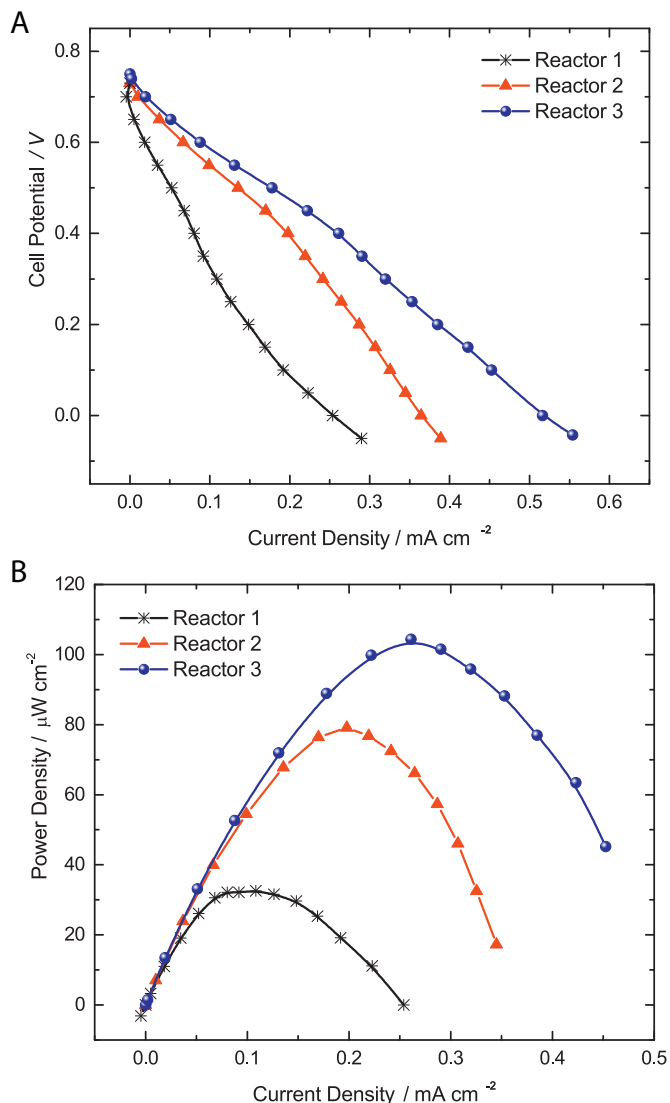 A
0.8
0.6
0.4
0.2
0.0
Cell Potential / V
Reactor 1
Reactor 2
Reactor 3
0.0 0.1 0.2 0.3 0.4 0.5 0.6
Current Density / mA cm⁻²
B
120
100
80
60
40
20
0
Power Density / μW cm⁻²
Reactor 1
Reactor 2
Reactor 3
0.0 0.1 0.2 0.3 0.4 0.5
Current Density / mA cm⁻²